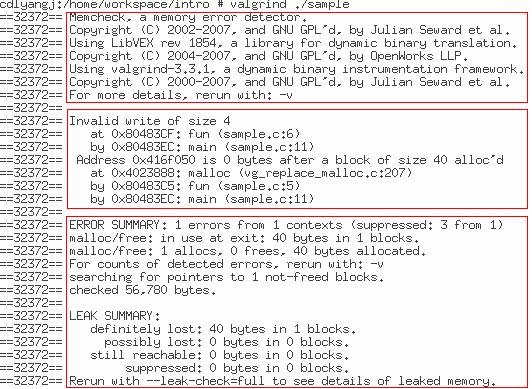 cdlyangj:/home/workspace/intro # valgrind ./sample
==32372== Memcheck, a memory error detector.
==32372== Copyright (C) 2002-2007, and GNU GPL'd, by Julian Seward et al.
==32372== Using LibVEX rev 1854, a library for dynamic binary translation.
==32372== Copyright (C) 2004-2007, and GNU GPL'd, by OpenWorks LLP.
==32372== Using valgrind-3.3.1, a dynamic binary instrumentation framework.
==32372== Copyright (C) 2000-2007, and GNU GPL'd, by Julian Seward et al.
==32372== For more details, rerun with: -v
==32372==
==32372== Invalid write of size 4
==32372==    at 0x80483CF: fun (sample.c:6)
==32372==    by 0x80483EC: main (sample.c:11)
==32372==  Address 0x416f050 is 0 bytes after a block of size 40 alloc'd
==32372==    at 0x4023888: malloc (vg_replace_malloc.c:207)
==32372==    by 0x80483C5: fun (sample.c:5)
==32372==    by 0x80483EC: main (sample.c:11)
==32372==
==32372== ERROR SUMMARY: 1 errors from 1 contexts (suppressed: 3 from 1)
==32372== malloc/free: in use at exit: 40 bytes in 1 blocks.
==32372== malloc/free: 1 allocs, 0 frees, 40 bytes allocated.
==32372== For counts of detected errors, rerun with: -v
==32372== searching for pointers to 1 not-freed blocks.
==32372== checked 56,780 bytes.
==32372==
==32372== LEAK SUMMARY:
==32372==    definitely lost: 40 bytes in 1 blocks.
==32372==      possibly lost: 0 bytes in 0 blocks.
==32372==    still reachable: 0 bytes in 0 blocks.
==32372==         suppressed: 0 bytes in 0 blocks.
==32372== Rerun with --leak-check=full to see details of leaked memory.